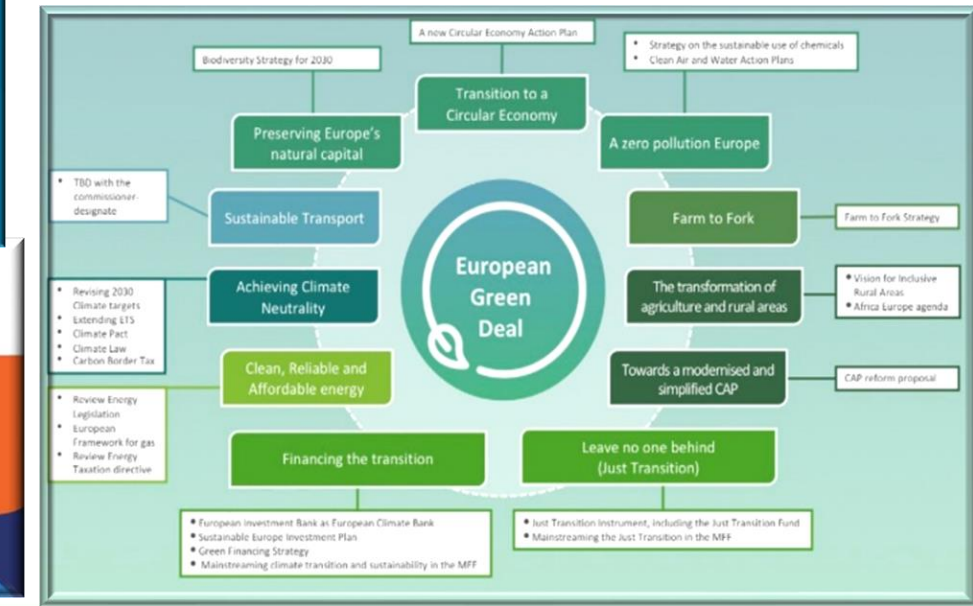 A new Circular Economy Action Plan
Transition to a
Circular Economy
Biodiversity Strategy for 2030
Preserving Europe's
natural capital
• Strategy on the sustainable use of chemicals
• Clean Air and Water Action Plans
A zero pollution Europe
• TBD with the
commissioner-
designate
Sustainable Transport
Farm to Fork
Farm to Fork Strategy
European
Green
Deal
• Revising 2030
Climate targets
• Extending ETS
• Climate Pact
• Climate Law
• Carbon Border Tax
Achieving Climate
Neutrality
The transformation of
agriculture and rural areas
• Vision for Inclusive
Rural Areas
• Africa Europe agenda
• Review Energy
Legislation
• European
Framework for gas
• Review Energy
Taxation directive
Clean, Reliable and
Affordable energy
Towards a modernised and
simplified CAP
CAP reform proposal
Financing the transition
• European Investment Bank as European Climate Bank
• Sustainable Europe Investment Plan
• Green Financing Strategy
• Mainstreaming climate transition and sustainability in the MFF
Leave no one behind
(Just Transition)
• Just Transition Instrument, including the Just Transition Fund
• Mainstreaming the Just Transition in the MFF